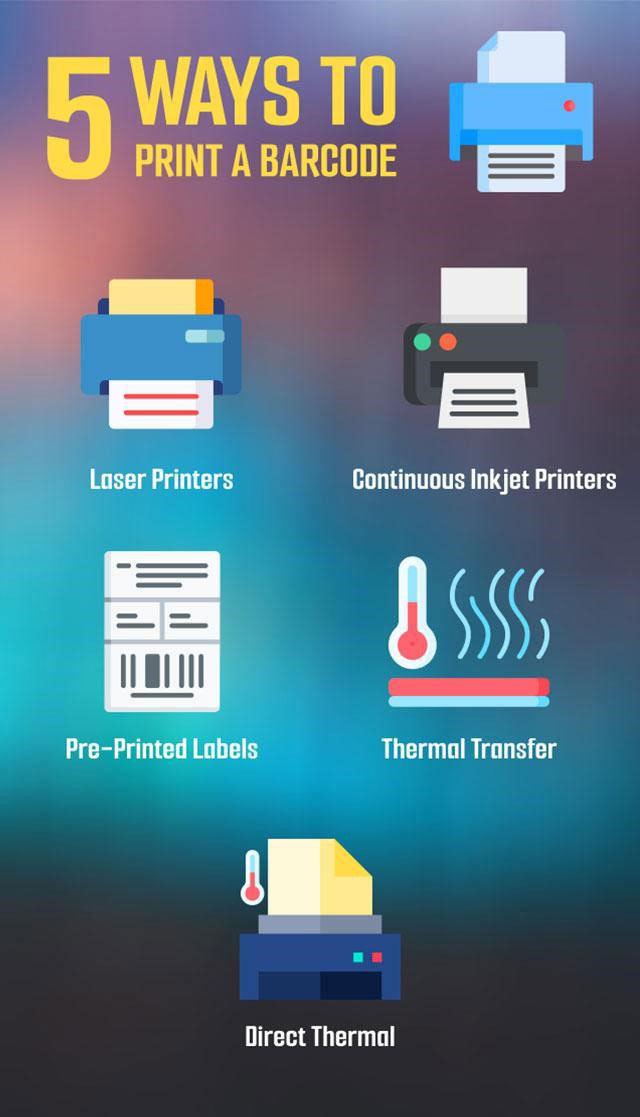 5 WAYS TO
PRINT A BARCODE
Laser Printers
Continuous Inkjet Printers
Pre-Printed Labels
Thermal Transfer
Direct Thermal